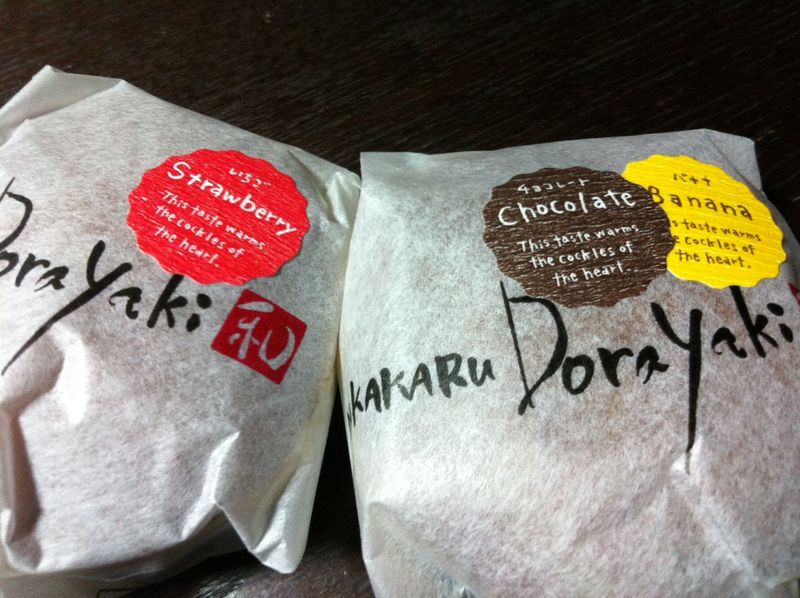 いちご
Strawberry
This taste warms
the cockles of
the heart.
DoraYaki
和
チョコレート
Chocolate
This taste warms
the cockles of
the heart.
バナナ
Banana
taste warms
cockles of
the heart.
KAKARU DoraYaki